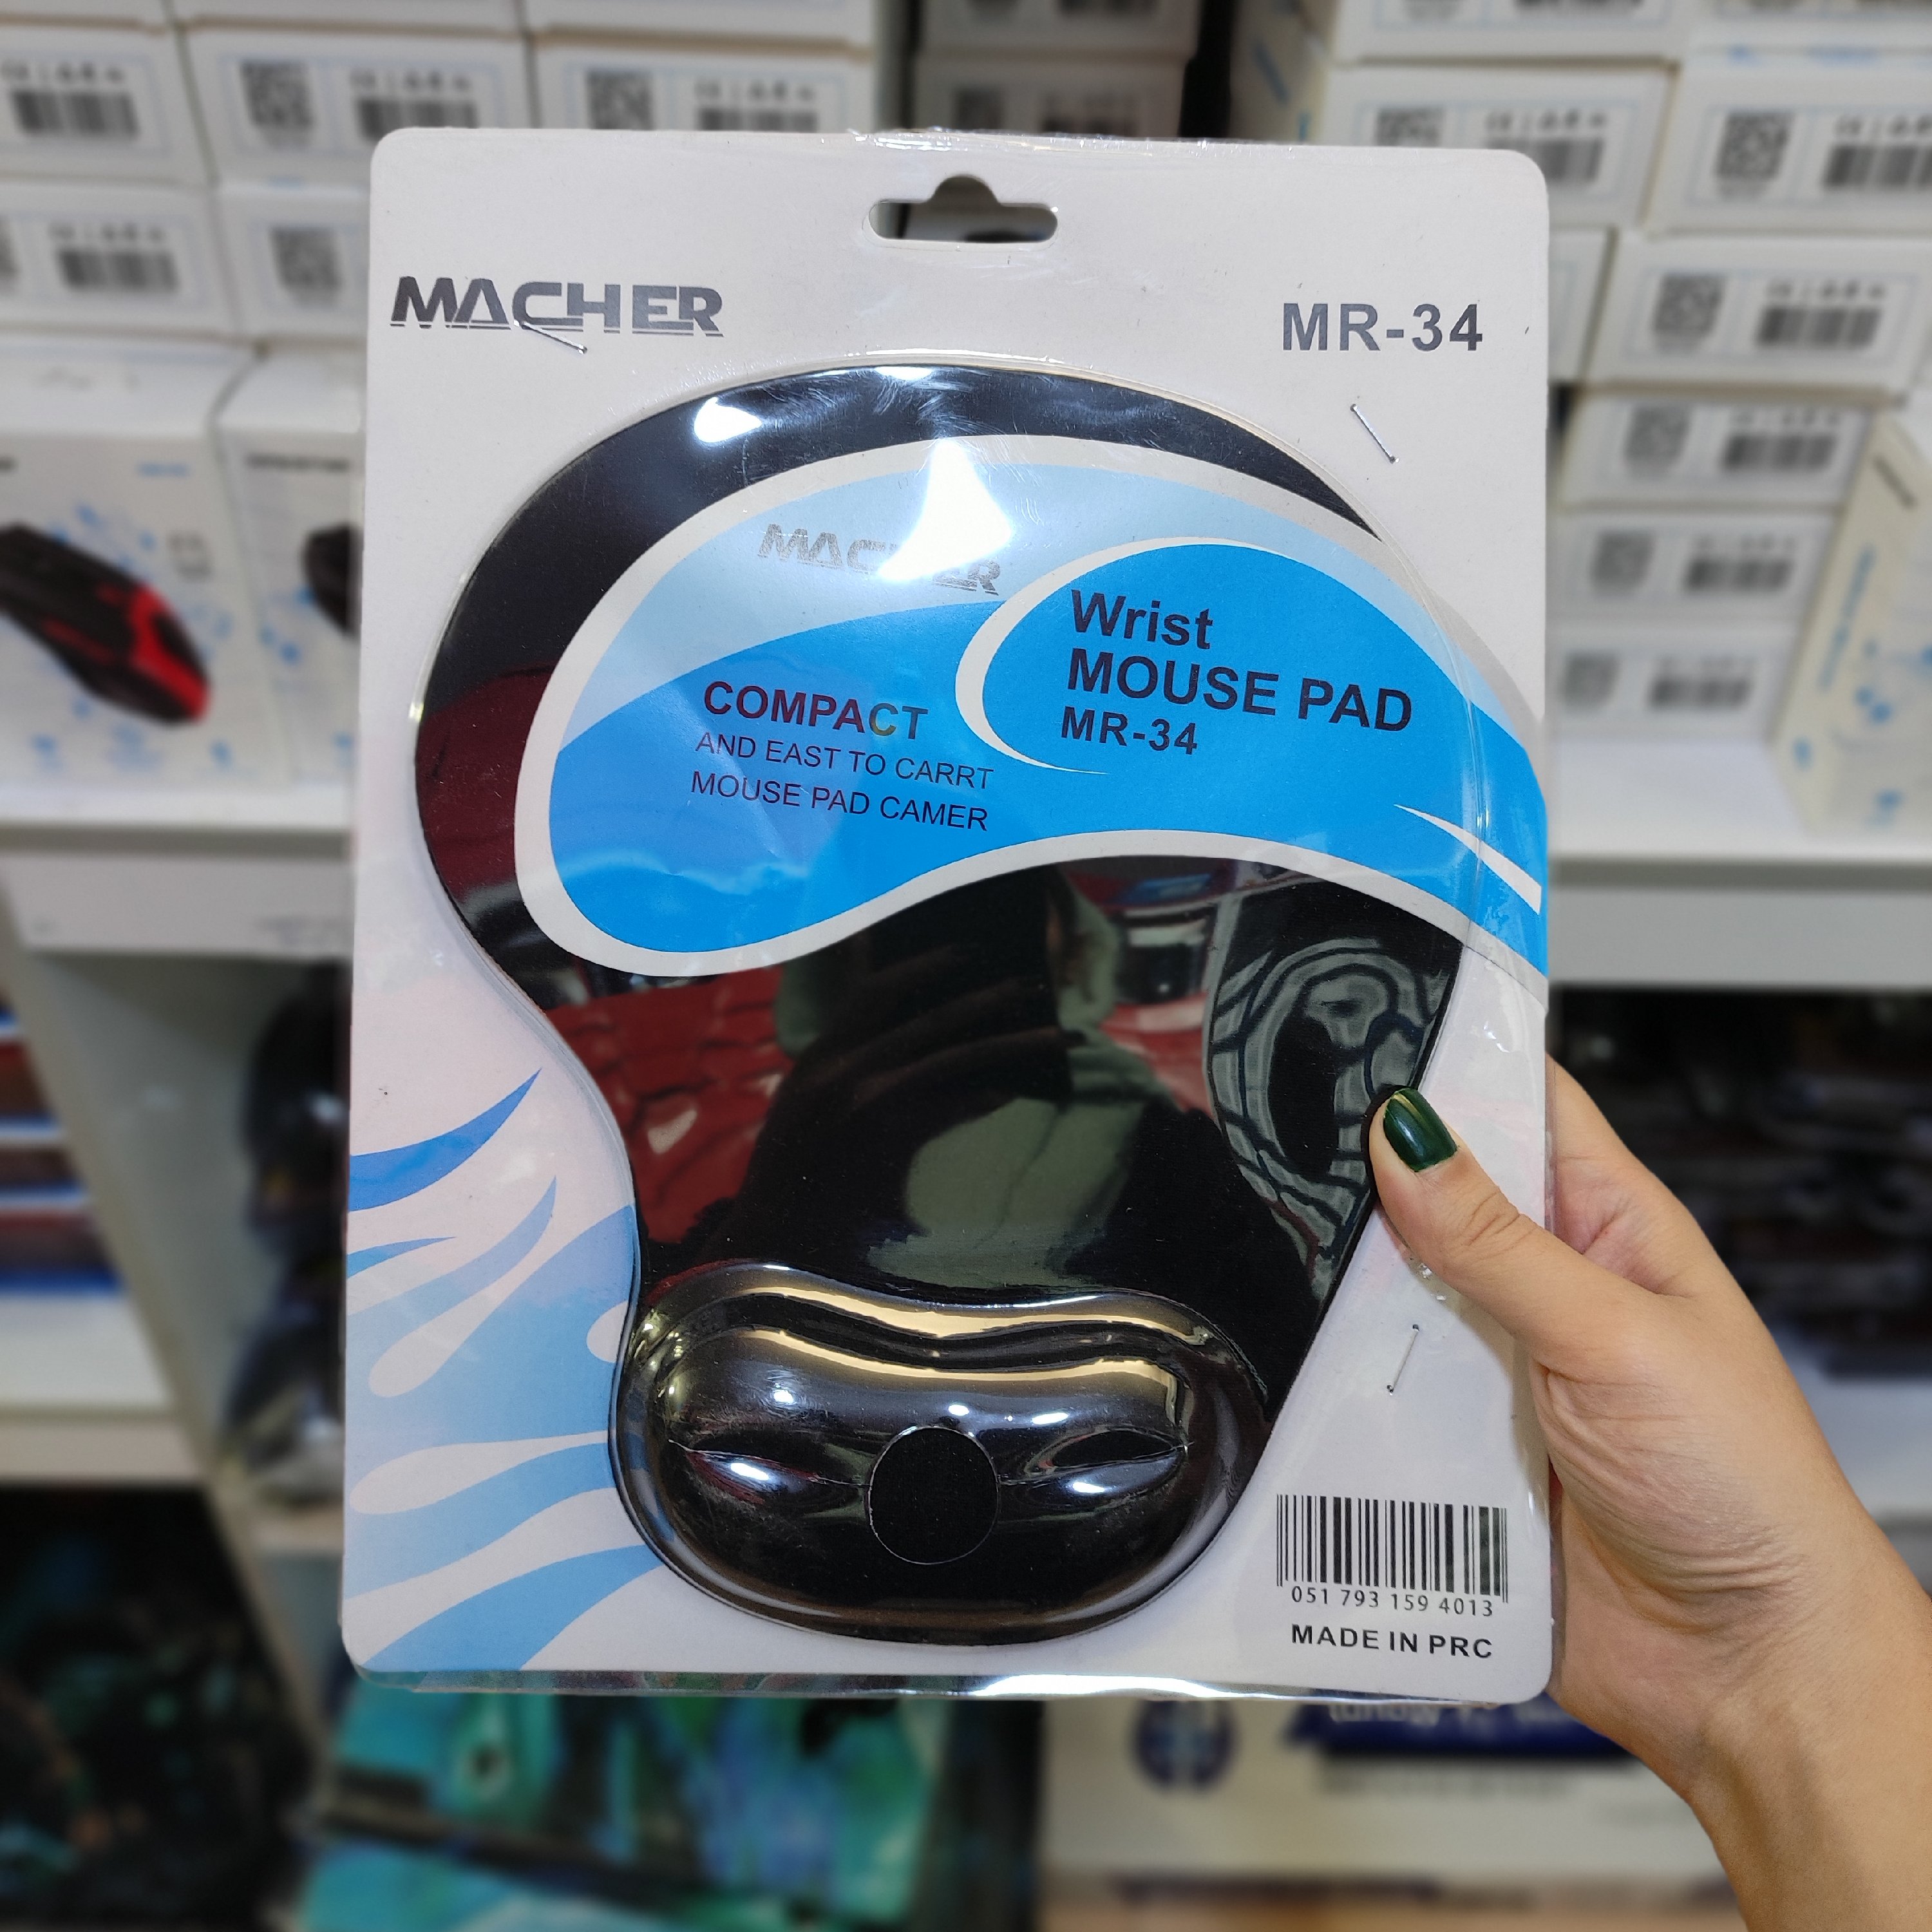 MACHER
MR-34
MACHER
Wrist
MOUSE PAD
MR-34
COMPACT
AND EAST TO CARRT
MOUSE PAD CAMER
051 793 159 4013
MADE IN PRC